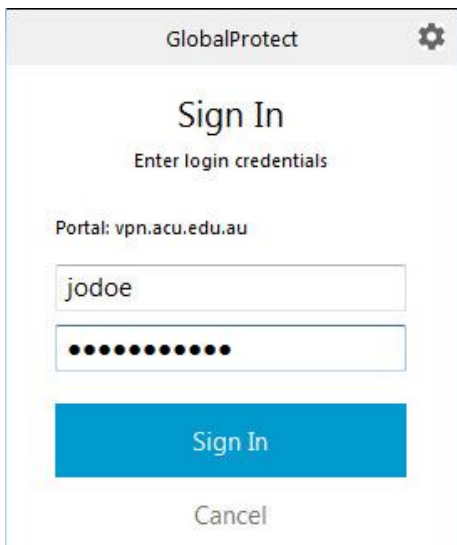 GlobalProtect
Sign In
Enter login credentials
Portal: vpn.acu.edu.au
jodoe
●●●●●●●●●●●
Sign In
Cancel